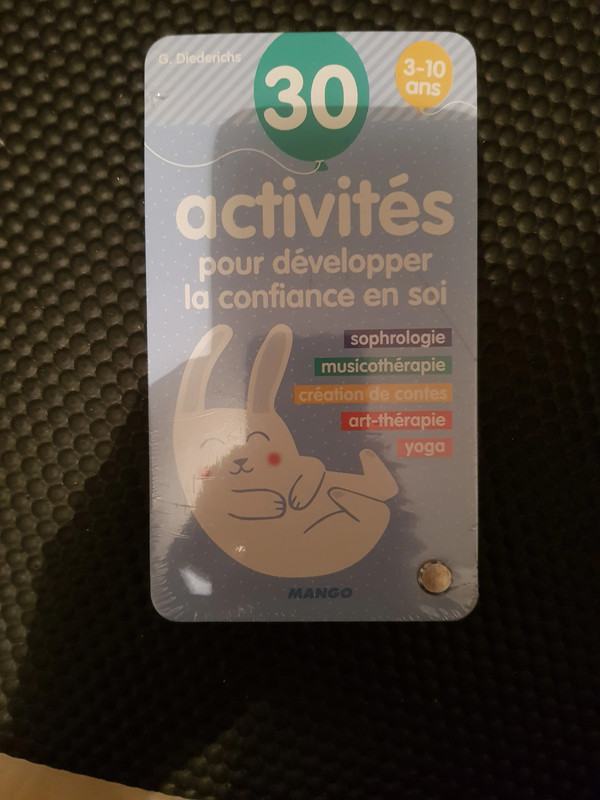 G. Diederichs
30
3-10
ans
activités
pour développer
la confiance en soi
sophrologie
musicothérapie
création de contes
art-thérapie
yoga
MANGO